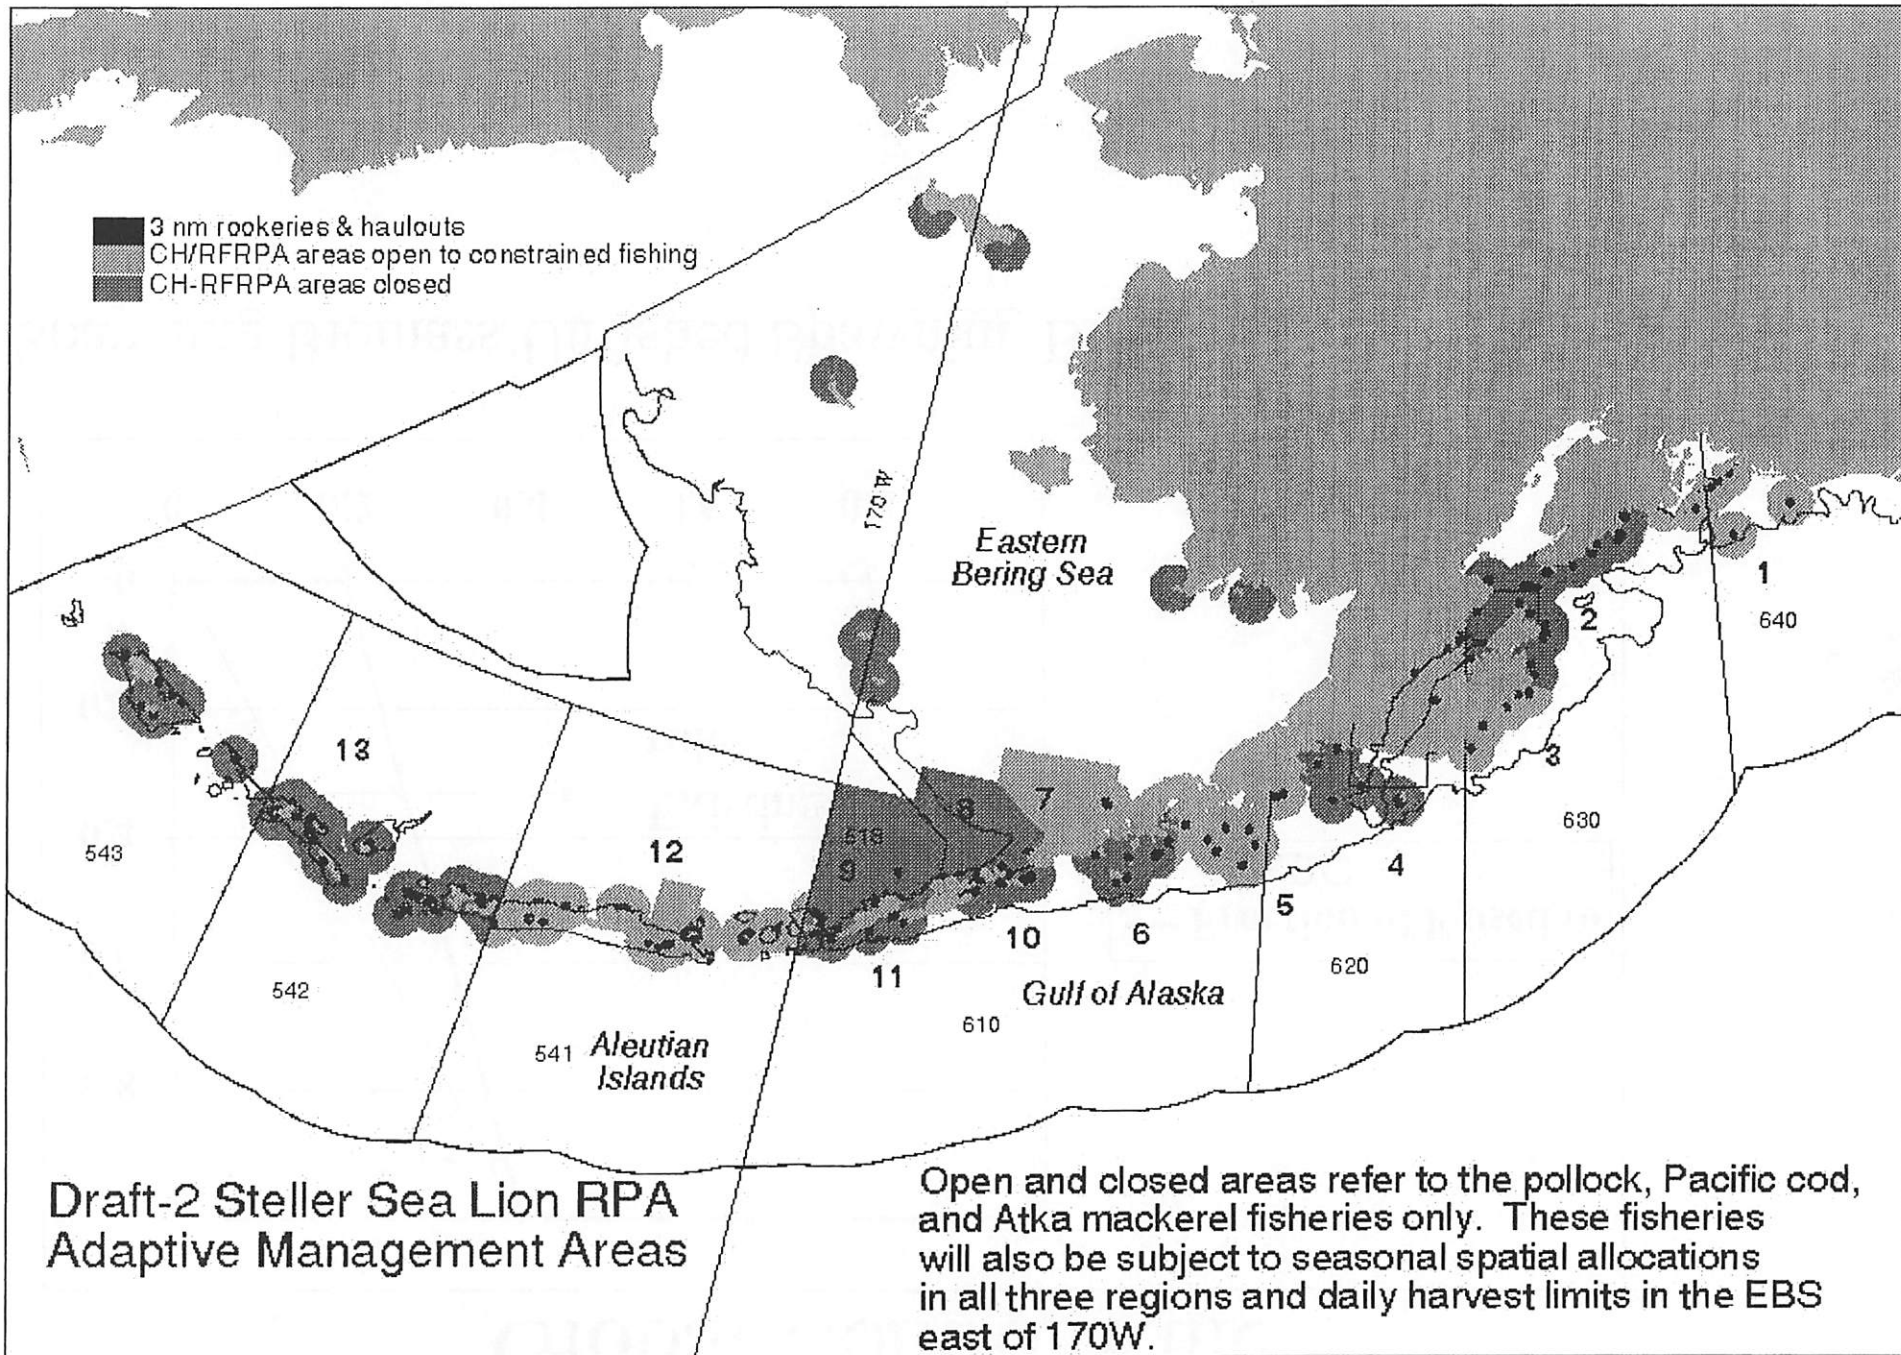 3 nm rookeries & haulouts
CH/RFRPA areas open to constrained fishing
CH-RFRPA areas closed
170 W
Eastern
Bering Sea
1
2
640
13
3
7
8
630
543
12
518
9
4
5
10
6
620
11
542
Gulf of Alaska
610
541
Aleutian
Islands
Draft-2 Steller Sea Lion RPA
Adaptive Management Areas
Open and closed areas refer to the pollock, Pacific cod,
and Atka mackerel fisheries only. These fisheries
will also be subject to seasonal spatial allocations
in all three regions and daily harvest limits in the EBS
east of 170W.